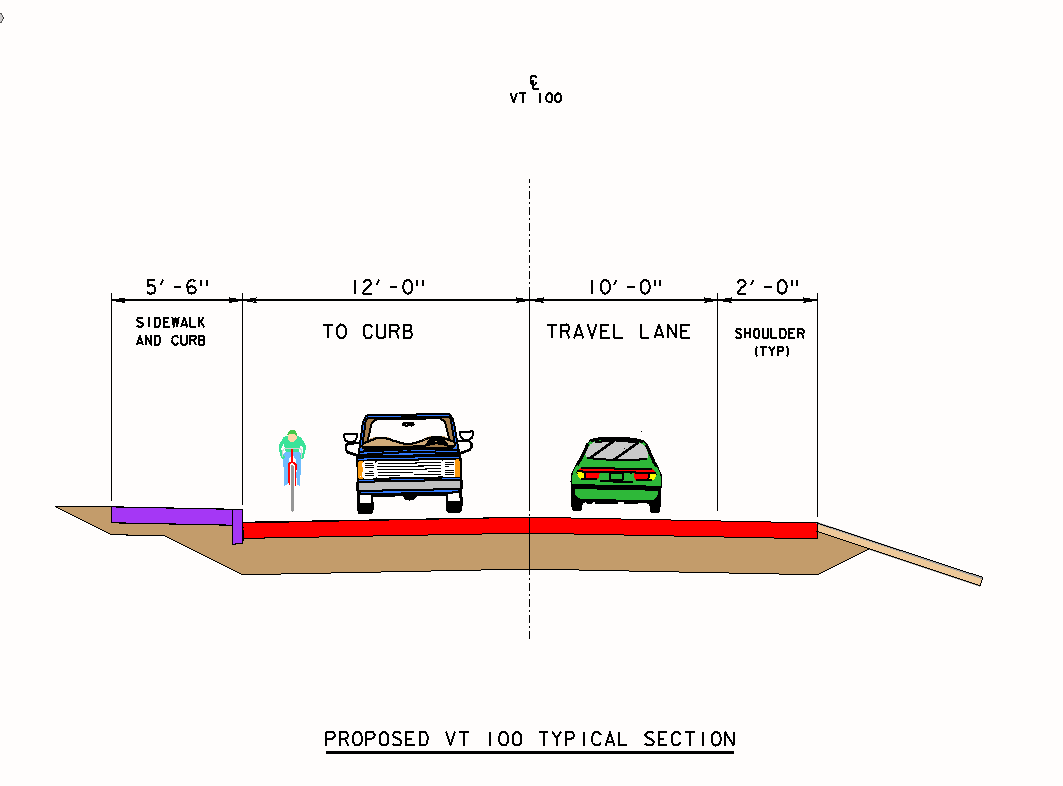 ℄
VT 100
5'-6" 12'-0" 10'-0" 2'-0"
SIDEWALK
AND CURB
TO CURB
TRAVEL LANE
SHOULDER
(TYP)
PROPOSED VT 100 TYPICAL SECTION